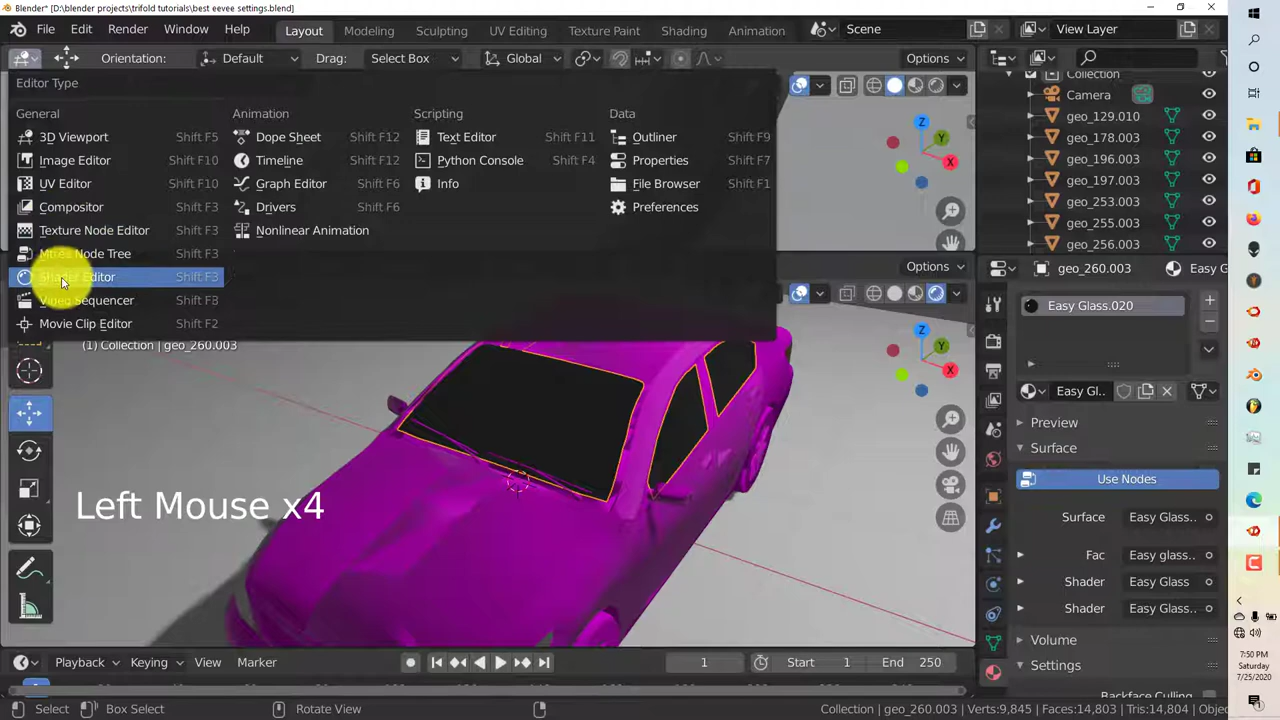 Blender* [D:\blender projects\trifold tutorials\best eevee settings.blend]
File Edit Render Window Help Layout Modeling Sculpting UV Editing Texture Paint Shading Animation Scene View Layer
Orientation: Default Drag: Select Box Global Options
Editor Type
General Animation Scripting Data
3D Viewport Shift F5 Dope Sheet Shift F12 Text Editor Shift F11 Outliner Shift F9
Image Editor Shift F10 Timeline Shift F12 Python Console Shift F4 Properties Shift F7
UV Editor Shift F10 Graph Editor Shift F6 Info File Browser Shift F1
Compositor Shift F3 Drivers Shift F6 Preferences
Texture Node Editor Shift F3 Nonlinear Animation
Node Tree Shift F3
Shader Editor Shift F3
Video Sequencer Shift F8
Movie Clip Editor Shift F2
(1) Collection | geo_260.003
Z
Y
X
Options
Z
Y
X
Left Mouse x4
Collection
Camera
geo_129.010
geo_178.003
geo_196.003
geo_197.003
geo_253.003
geo_255.003
geo_256.003
geo_260.003 Easy G
Easy Glass.020
Easy Gl..
Preview
Surface
Use Nodes
Surface Easy Glass..
Fac Easy glass..
Shader Easy Glass
Shader Easy Glass..
Volume
Settings
Backface Culling
Playback Keying View Marker 1 Start 1 End 250
Select Box Select Rotate View Collection | geo_260.003 | Verts:9,845 | Faces:14,803 | Tris:14,804 | Obje
7:50 PM
Saturday
7/25/2020